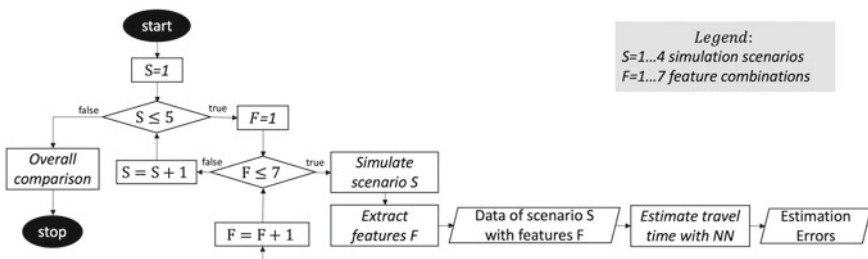 start
Legend:
S=1...4 simulation scenarios
F=1...7 feature combinations
S=1
false
S ≤ 5
true
F=1
Overall
comparison
S = S + 1
false
F ≤ 7
true
Simulate
scenario S
stop
F = F + 1
Extract
features F
Data of scenario S
with features F
Estimate travel
time with NN
Estimation
Errors